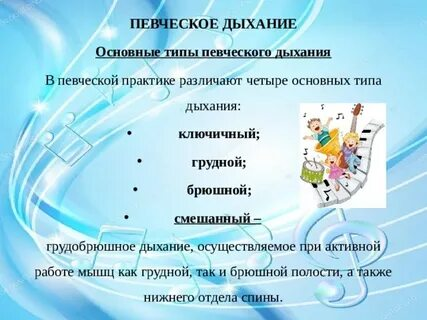 ПЕВЧЕСКОЕ ДЫХАНИЕ
Основные типы певческого дыхания
В певческой практике различают четыре основных типа
дыхания:
• ключичный;
• грудной;
• брюшной;
• смешанный –
грудобрюшное дыхание, осуществляемое при активной
работе мышц как грудной, так и брюшной полости, а также
нижнего отдела спины.